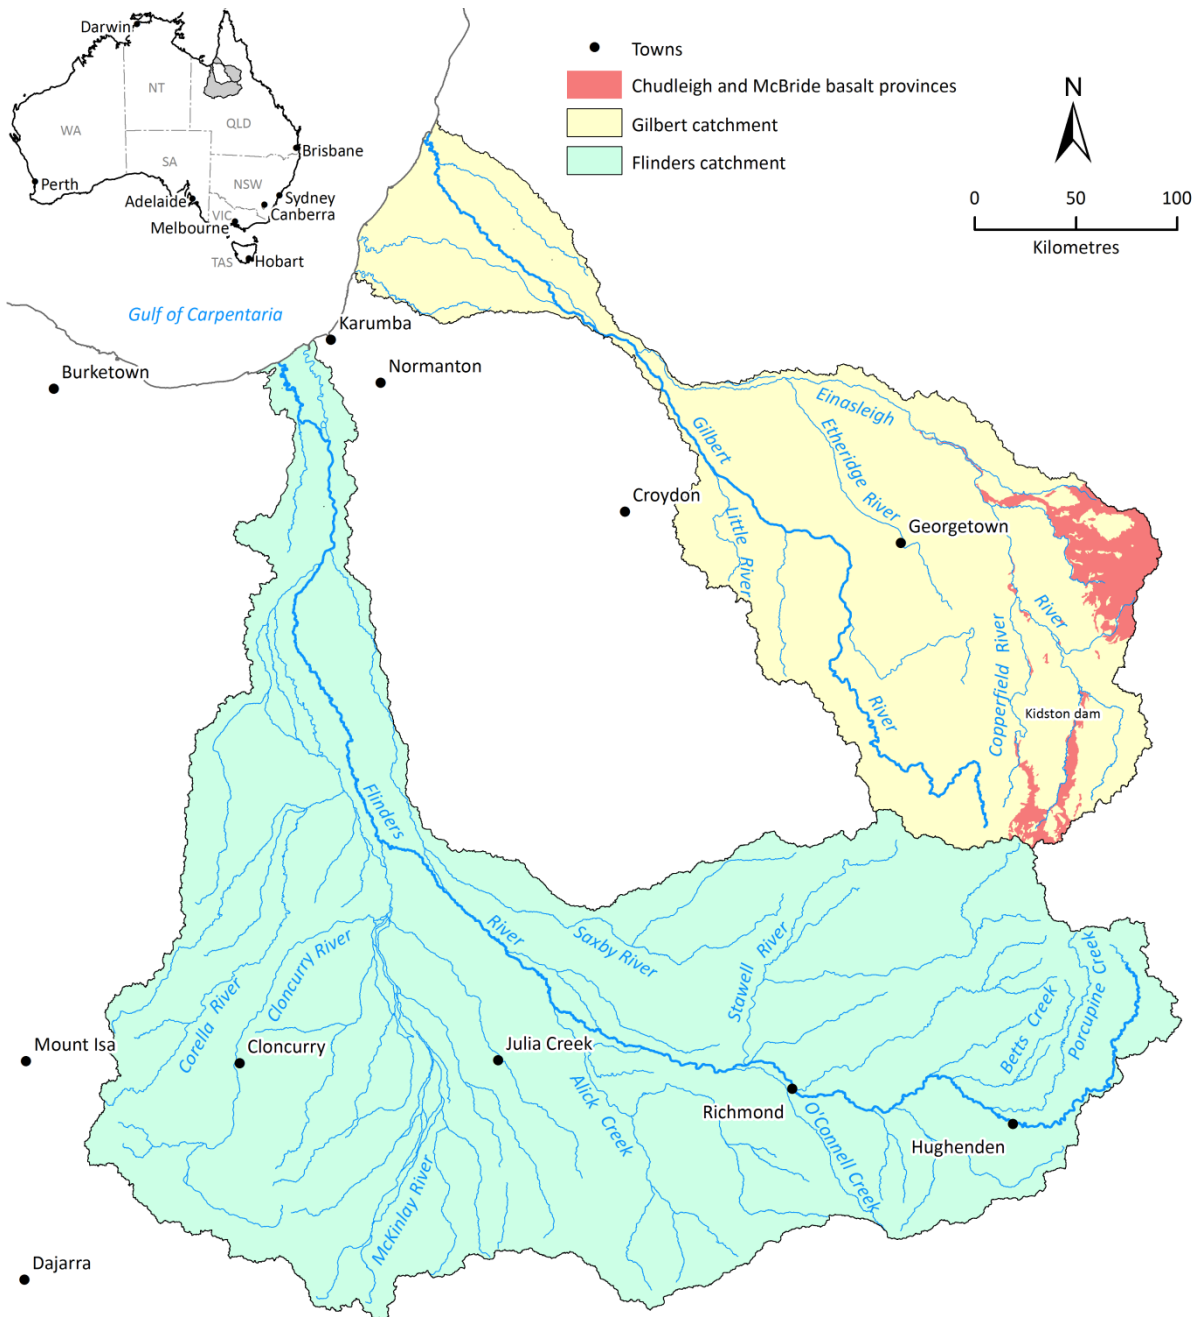 Darwin
NT
WA
QLD
SA
Brisbane
NSW
Perth
Adelaide
Sydney
Canberra
VIC
Melbourne
TAS
Hobart
Towns
Chudleigh and McBride basalt provinces
Gilbert catchment
Flinders catchment
N
0 50 100
Kilometres
Gulf of Carpentaria
Karumba
Burketown
Normanton
Einasleigh
Etheridge River
Gilbert
Croydon
Little River
Georgetown
River
Copperfield River
River
Kidston dam
Flinders
River
Saxby River
Stawell River
Cloncurry River
Corella River
Betts Creek
Porcupine Creek
Mount Isa
Cloncurry
Julia Creek
Alick Creek
Richmond
O'Connell Creek
Hughenden
McKinlay River
Dajarra